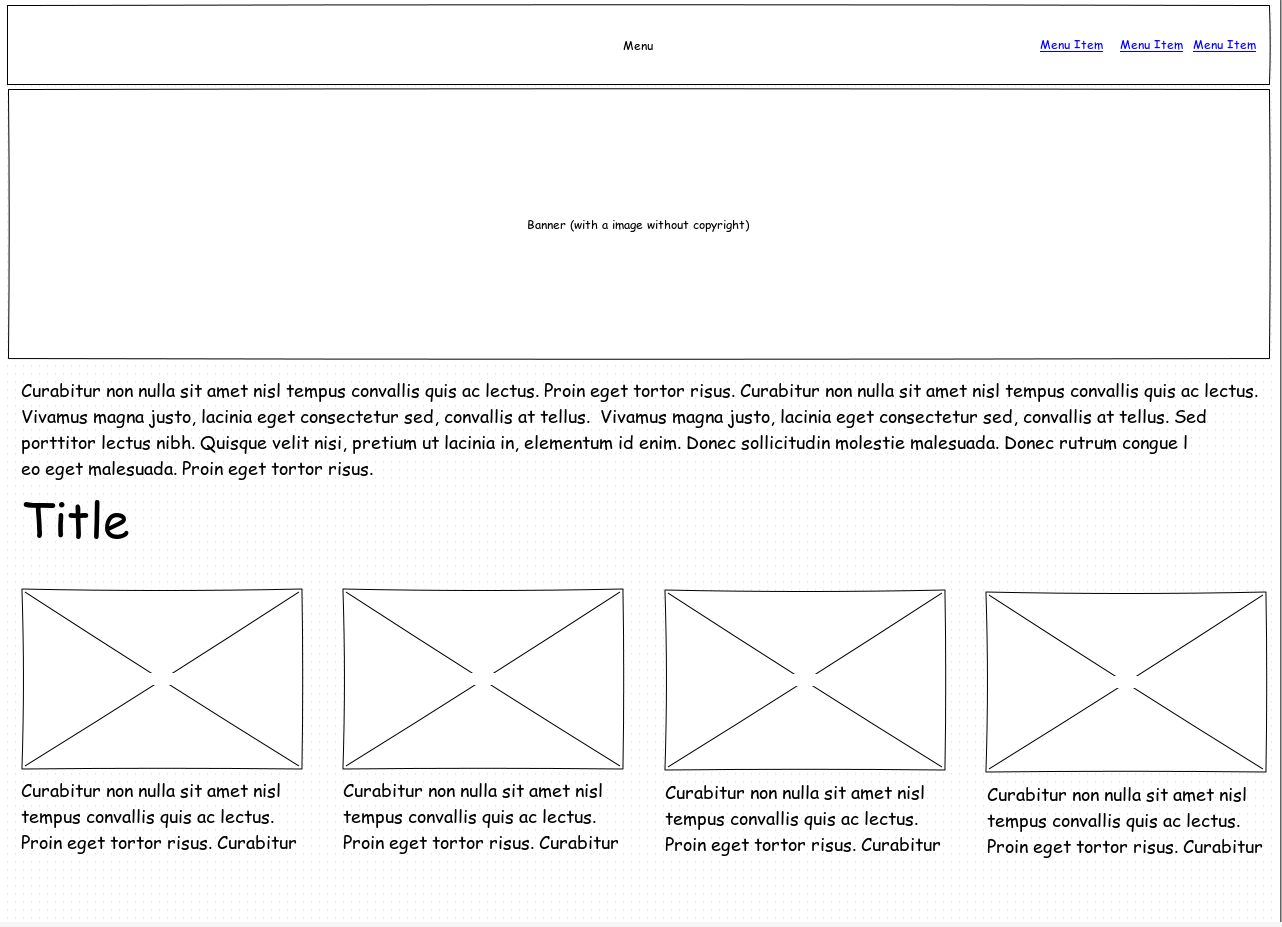 Menu
Menu Item
Menu Item
Menu Item
Banner (with a image without copyright)
Curabitur non nulla sit amet nisl tempus convallis quis ac lectus. Proin eget tortor risus. Curabitur non nulla sit amet nisl tempus convallis quis ac lectus.
Vivamus magna justo, lacinia eget consectetur sed, convallis at tellus.  Vivamus magna justo, lacinia eget consectetur sed, convallis at tellus. Sed
porttitor lectus nibh. Quisque velit nisi, pretium ut lacinia in, elementum id enim. Donec sollicitudin molestie malesuada. Donec rutrum congue l
eo eget malesuada. Proin eget tortor risus.
Title
Curabitur non nulla sit amet nisl
tempus convallis quis ac lectus.
Proin eget tortor risus. Curabitur
Curabitur non nulla sit amet nisl
tempus convallis quis ac lectus.
Proin eget tortor risus. Curabitur
Curabitur non nulla sit amet nisl
tempus convallis quis ac lectus.
Proin eget tortor risus. Curabitur
Curabitur non nulla sit amet nisl
tempus convallis quis ac lectus.
Proin eget tortor risus. Curabitur